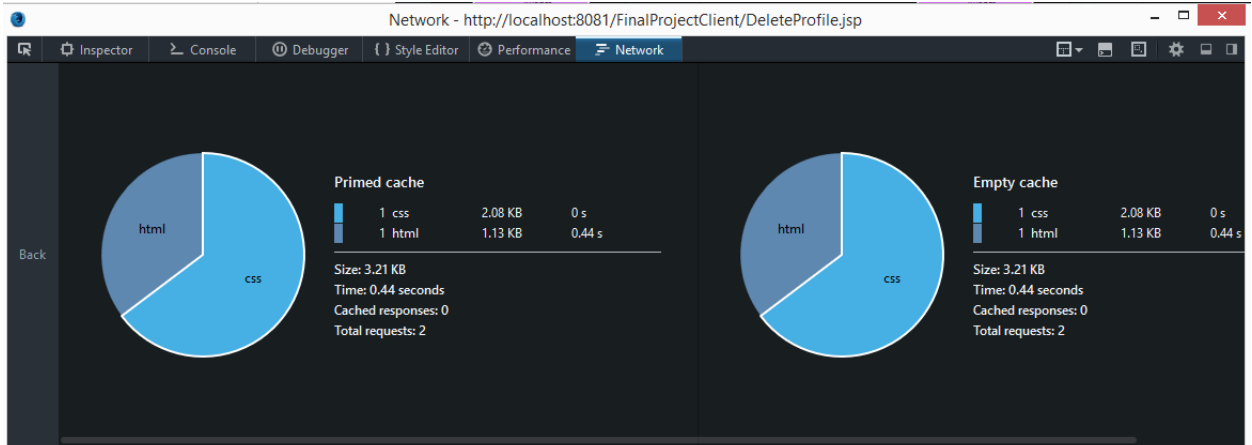 Network - http://localhost:8081/FinalProjectClient/DeleteProfile.jsp
Inspector Console Debugger { } Style Editor Performance Network
Back
html
css
Primed cache
1 css 2.08 KB 0 s
1 html 1.13 KB 0.44 s
Size: 3.21 KB
Time: 0.44 seconds
Cached responses: 0
Total requests: 2
html
css
Empty cache
1 css 2.08 KB 0 s
1 html 1.13 KB 0.44 s
Size: 3.21 KB
Time: 0.44 seconds
Cached responses: 0
Total requests: 2